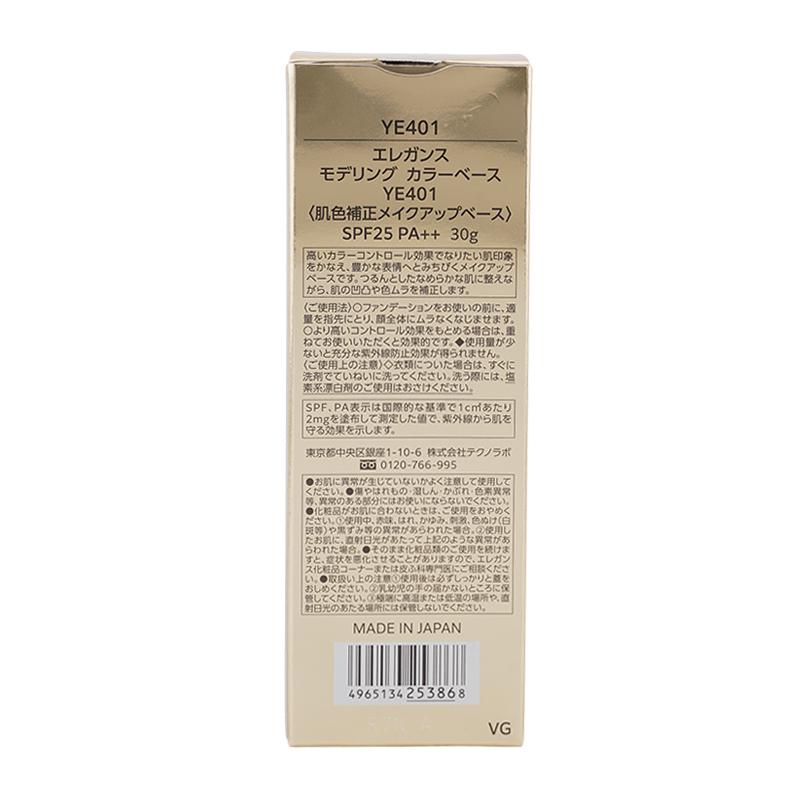 YE401
エレガンス
モデリング カラーベース
YE401
〈肌色補正メイクアップベース〉
SPF25 PA++ 30g
高いカラーコントロール効果でなりたい肌印象
をかなえ、豊かな表情へとみちびくメイクアップ
ベースです。つるんとしたなめらかな肌に整えな
がら、肌の凹凸や色ムラを補正します。
〈ご使用法〉○ファンデーションをお使いの前に、適
量を指先にとり、顔全体にムラなくなじませます。
○より高いコントロール効果をもとめる場合は、重
ねてお使いいただくと効果的です。◆使用量が少
ないと充分な紫外線防止効果が得られません。
〈ご使用上の注意〉◇衣類についた場合は、すぐに
洗剤でていねいに洗ってください。洗う際には、塩
素系漂白剤のご使用はおさけください。
SPF、PA表示は国際的な基準で1c㎡あたり
2mgを塗布して測定した値で、紫外線から肌を
守る効果を示します。
東京都中央区銀座1-10-6 株式会社テクノラボ
0120-766-995
●お肌に異常が生じていないかよく注意して使用して
ください。●傷やはれもの・湿しん・かぶれ・色素異常
等、異常のある部分にはお使いにならないでください。
●化粧品がお肌に合わないときは、ご使用をおやめく
ださい。①使用中、赤味、はれ、かゆみ、刺激、色ぬけ(白
斑等)や黒ずみ等の異常があらわれた場合。②使用し
たお肌に、直射日光があたって上記のような異常があ
らわれた場合。●そのまま化粧品類のご使用を続けま
すと、症状を悪化させることがありますので、エレガン
ス化粧品コーナーまたは皮ふ科専門医にご相談くださ
い。●取扱い上の注意①使用後は必ずしっかりと蓋を
おしめください。②乳幼児の手の届かないところに保
管してください。③極端に高温または低温の場所や、直
射日光のあたる場所には保管しないでください。
MADE IN JAPAN
4965134253868
VG